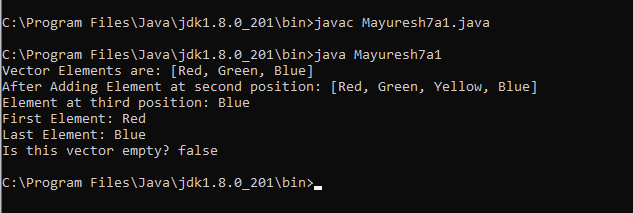 C:\Program Files\Java\jdk1.8.0_201\bin>javac Mayuresh7a1.java
C:\Program Files\Java\jdk1.8.0_201\bin>java Mayuresh7a1
Vector Elements are: [Red, Green, Blue]
After Adding Element at second position: [Red, Green, Yellow, Blue]
Element at third position: Blue
First Element: Red
Last Element: Blue
Is this vector empty? false
C:\Program Files\Java\jdk1.8.0_201\bin>